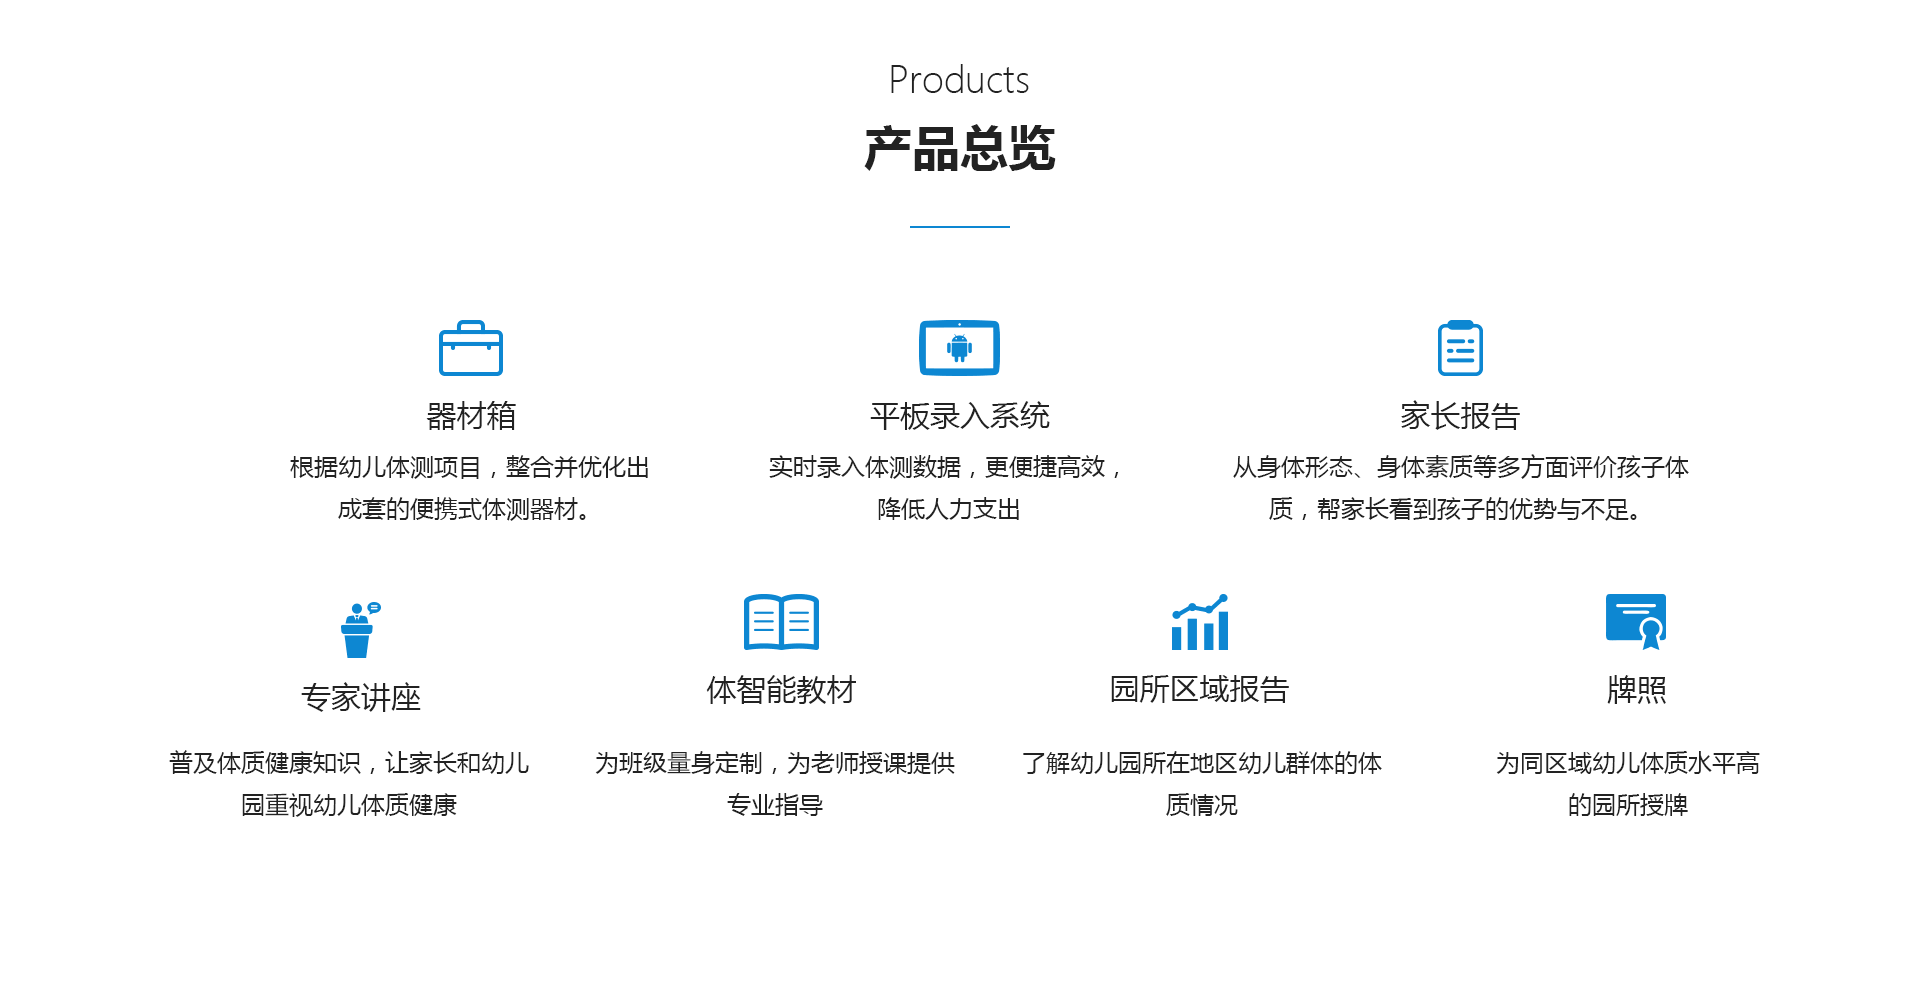 Products
产品总览
器材箱
平板录入系统
家长报告
根据幼儿体测项目，整合并优化出
成套的便携式体测器材。
实时录入体测数据，更便捷高效，
降低人力支出
从身体形态、身体素质等多方面评价孩子体
质，帮家长看到孩子的优势与不足。
专家讲座
体智能教材
园所区域报告
牌照
普及体质健康知识，让家长和幼儿
园重视幼儿体质健康
为班级量身定制，为老师授课提供
专业指导
了解幼儿园所在地区幼儿群体的体
质情况
为同区域幼儿体质水平高
的园所授牌